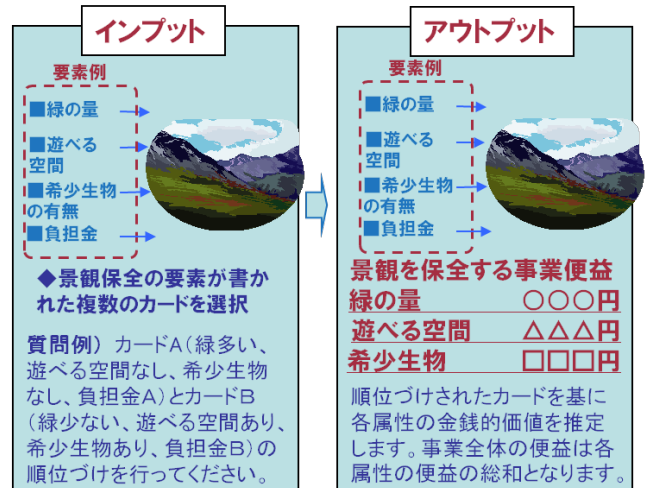 インプット
要素例
■緑の量
■遊べる
空間
■希少生物
の有無
■負担金
◆景観保全の要素が書か
れた複数のカードを選択
質問例）カードA（緑多い、
遊べる空間なし、希少生物
なし、負担金A）とカードB
（緑少ない、遊べる空間あり、
希少生物あり、負担金B）の
順位づけを行ってください。
アウトプット
要素例
■緑の量
■遊べる
空間
■希少生物
の有無
■負担金
景観を保全する事業便益
緑の量 ○○○円
遊べる空間 △△△円
希少生物 □□□円
順位づけされたカードを基に
各属性の金銭的価値を推定
します。事業全体の便益は各
属性の便益の総和となります。